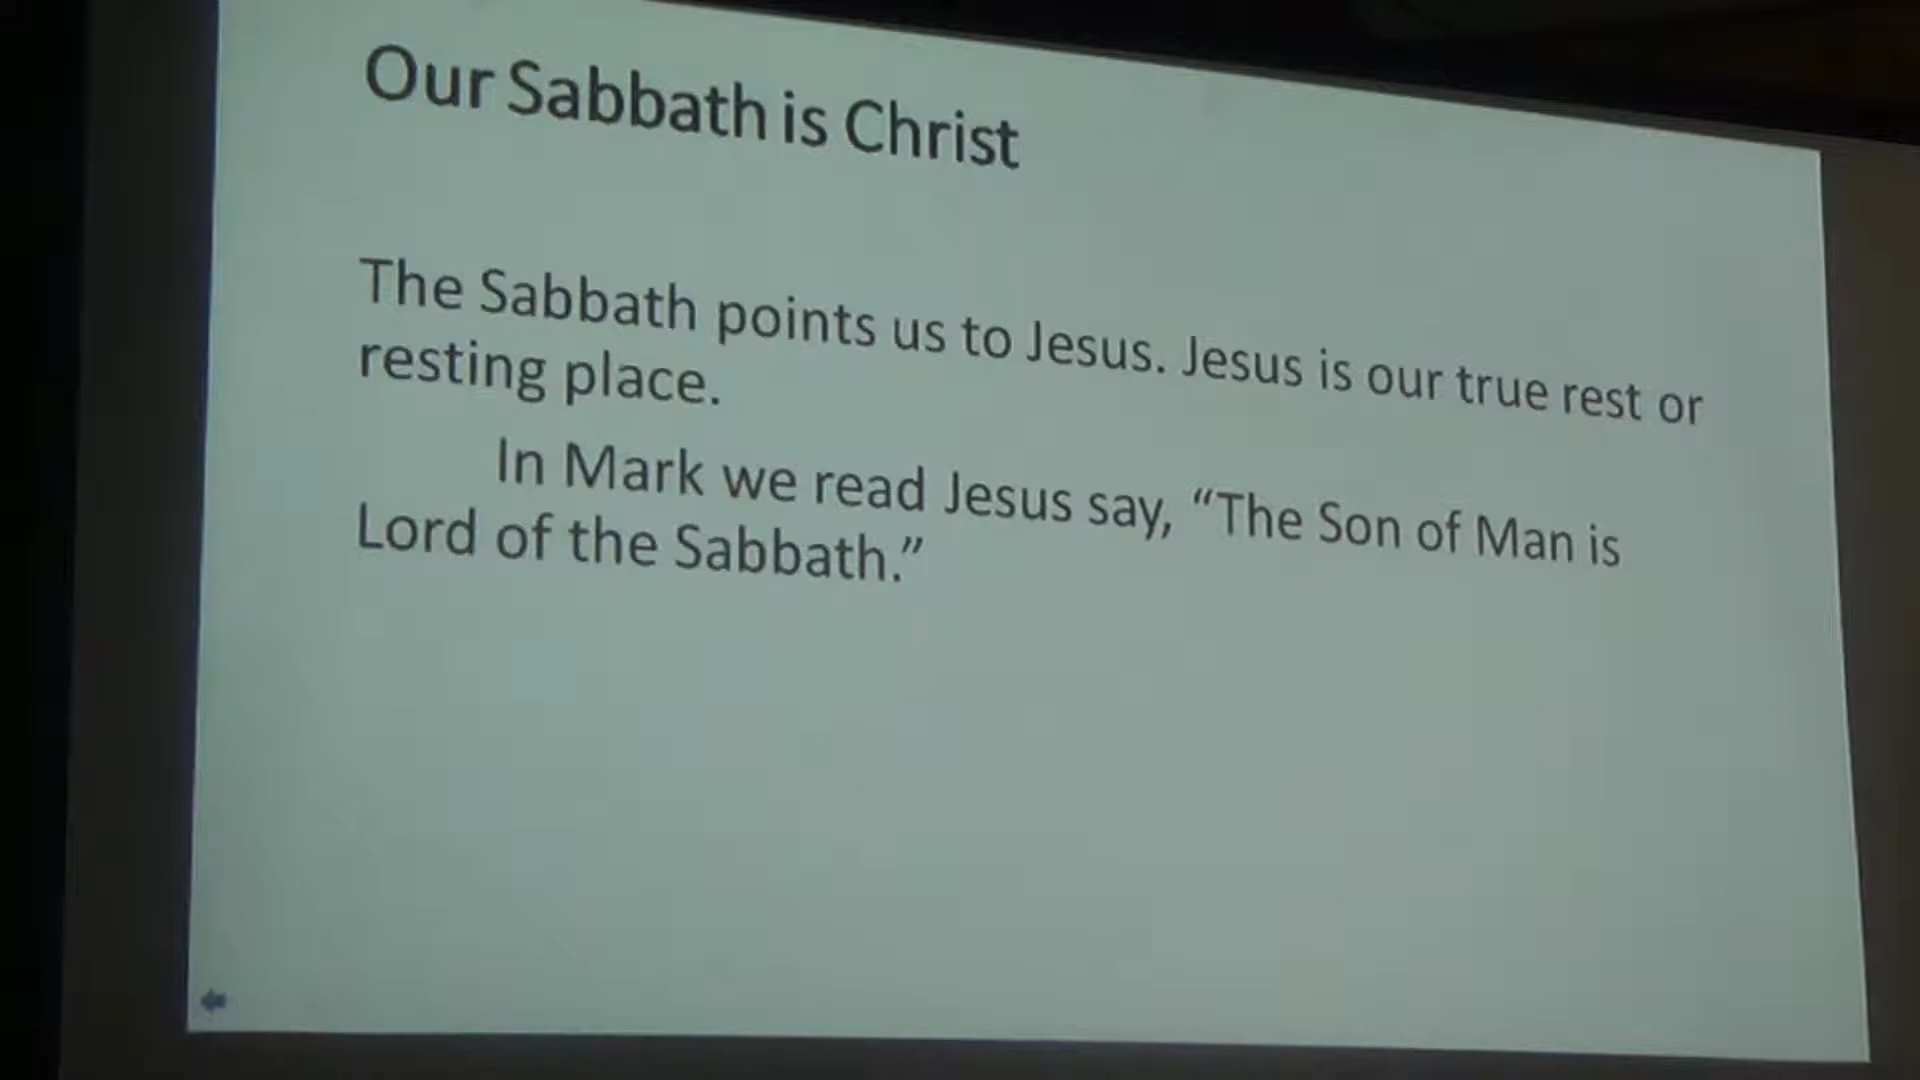 Our Sabbath is Christ
The Sabbath points us to Jesus. Jesus is our true rest or
resting place.
In Mark we read Jesus say, “The Son of Man is
Lord of the Sabbath.”